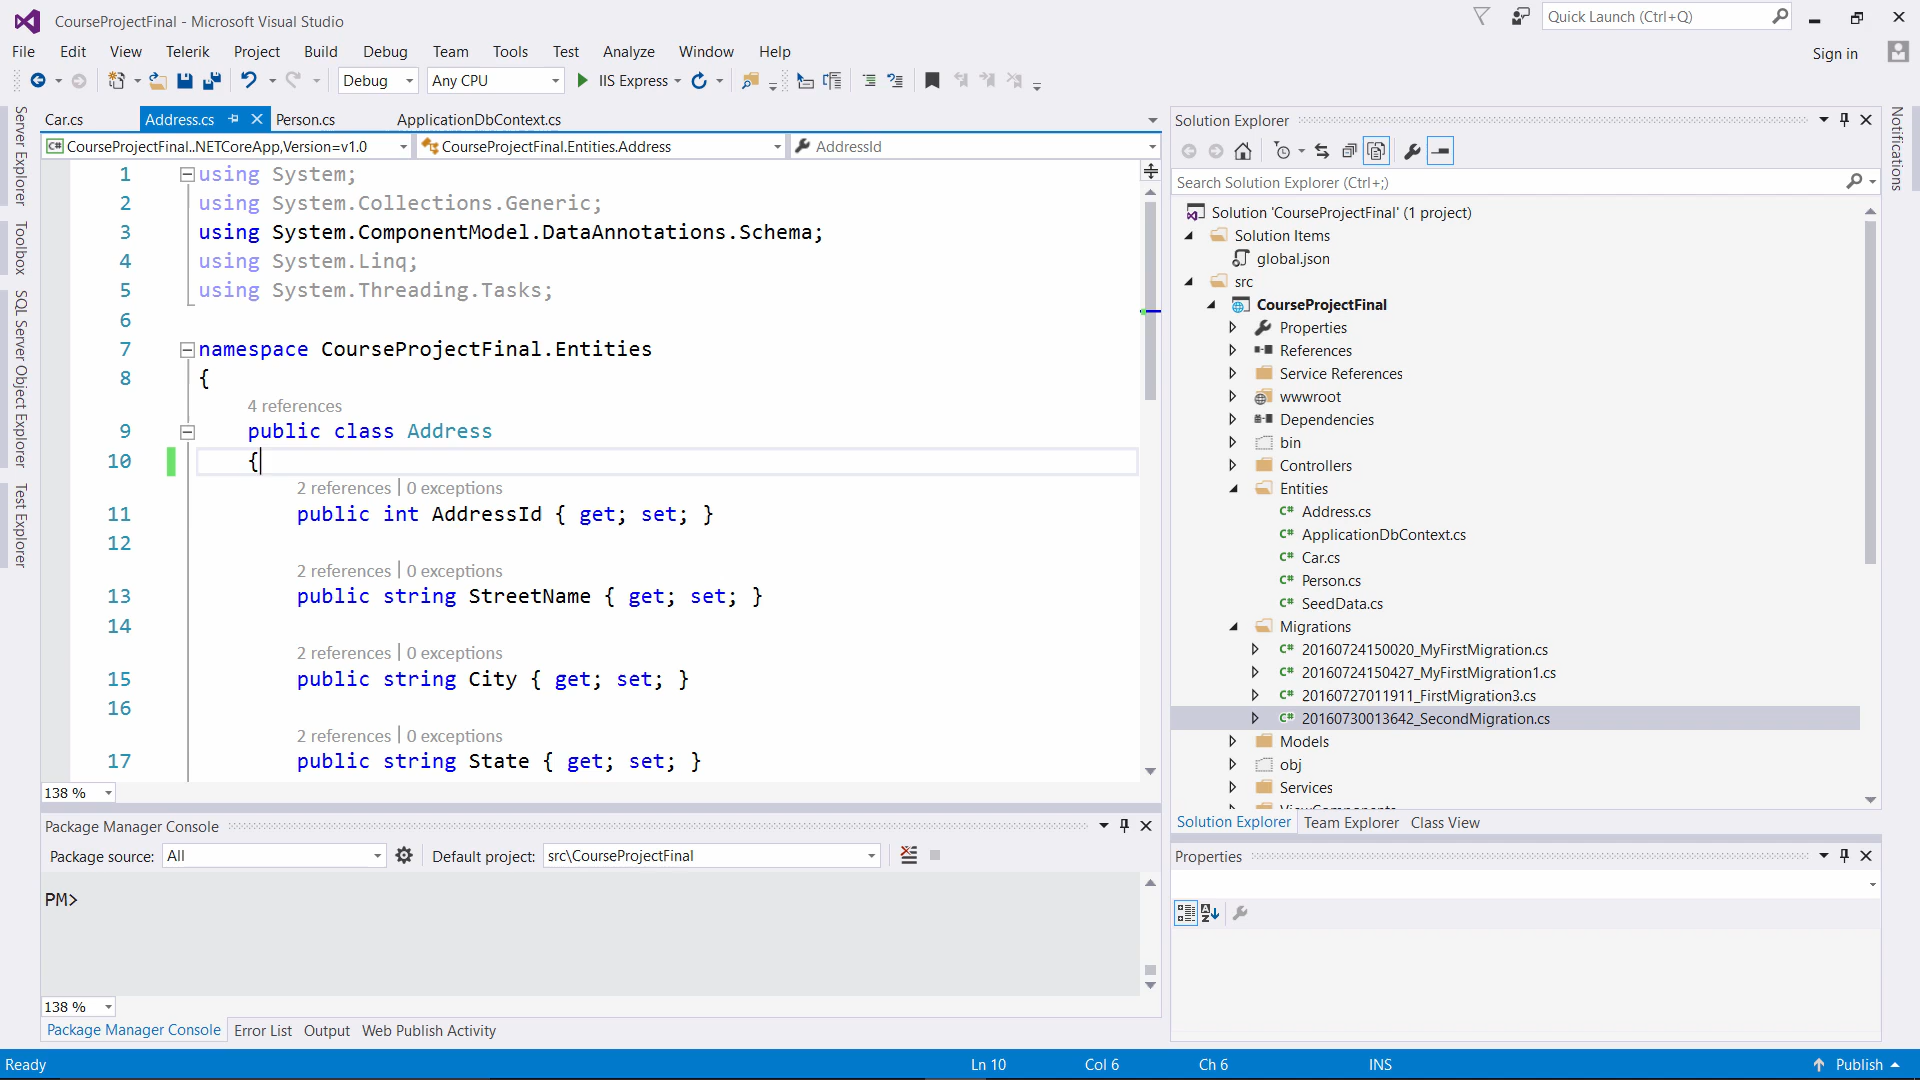 CourseProjectFinal - Microsoft Visual Studio
Quick Launch (Ctrl+Q)
File Edit View Telerik Project Build Debug Team Tools Test Analyze Window Help
Sign in
Debug Any CPU IIS Express
Server Explorer
Toolbox
SQL Server Object Explorer
Test Explorer
Car.cs Address.cs Person.cs ApplicationDbContext.cs
CourseProjectFinal..NETCoreApp,Version=v1.0 CourseProjectFinal.Entities.Address AddressId
1 using System;
2 using System.Collections.Generic;
3 using System.ComponentModel.DataAnnotations.Schema;
4 using System.Linq;
5 using System.Threading.Tasks;
6
7 namespace CourseProjectFinal.Entities
8 {
4 references
9 public class Address
10 {
2 references | 0 exceptions
11 public int AddressId { get; set; }
12
2 references | 0 exceptions
13 public string StreetName { get; set; }
14
2 references | 0 exceptions
15 public string City { get; set; }
16
2 references | 0 exceptions
17 public string State { get; set; }
138 %
Package Manager Console
Package source: All Default project: src\CourseProjectFinal
PM>
138 %
Package Manager Console Error List Output Web Publish Activity
Solution Explorer
Search Solution Explorer (Ctrl+;)
Solution 'CourseProjectFinal' (1 project)
Solution Items
global.json
src
CourseProjectFinal
Properties
References
Service References
wwwroot
Dependencies
bin
Controllers
Entities
C# Address.cs
C# ApplicationDbContext.cs
C# Car.cs
C# Person.cs
C# SeedData.cs
Migrations
C# 20160724150020_MyFirstMigration.cs
C# 20160724150427_MyFirstMigration1.cs
C# 20160727011911_FirstMigration3.cs
C# 20160730013642_SecondMigration.cs
Models
obj
Services
ViewComponents
Solution Explorer Team Explorer Class View
Properties
Notifications
Ready Ln 10 Col 6 Ch 6 INS Publish